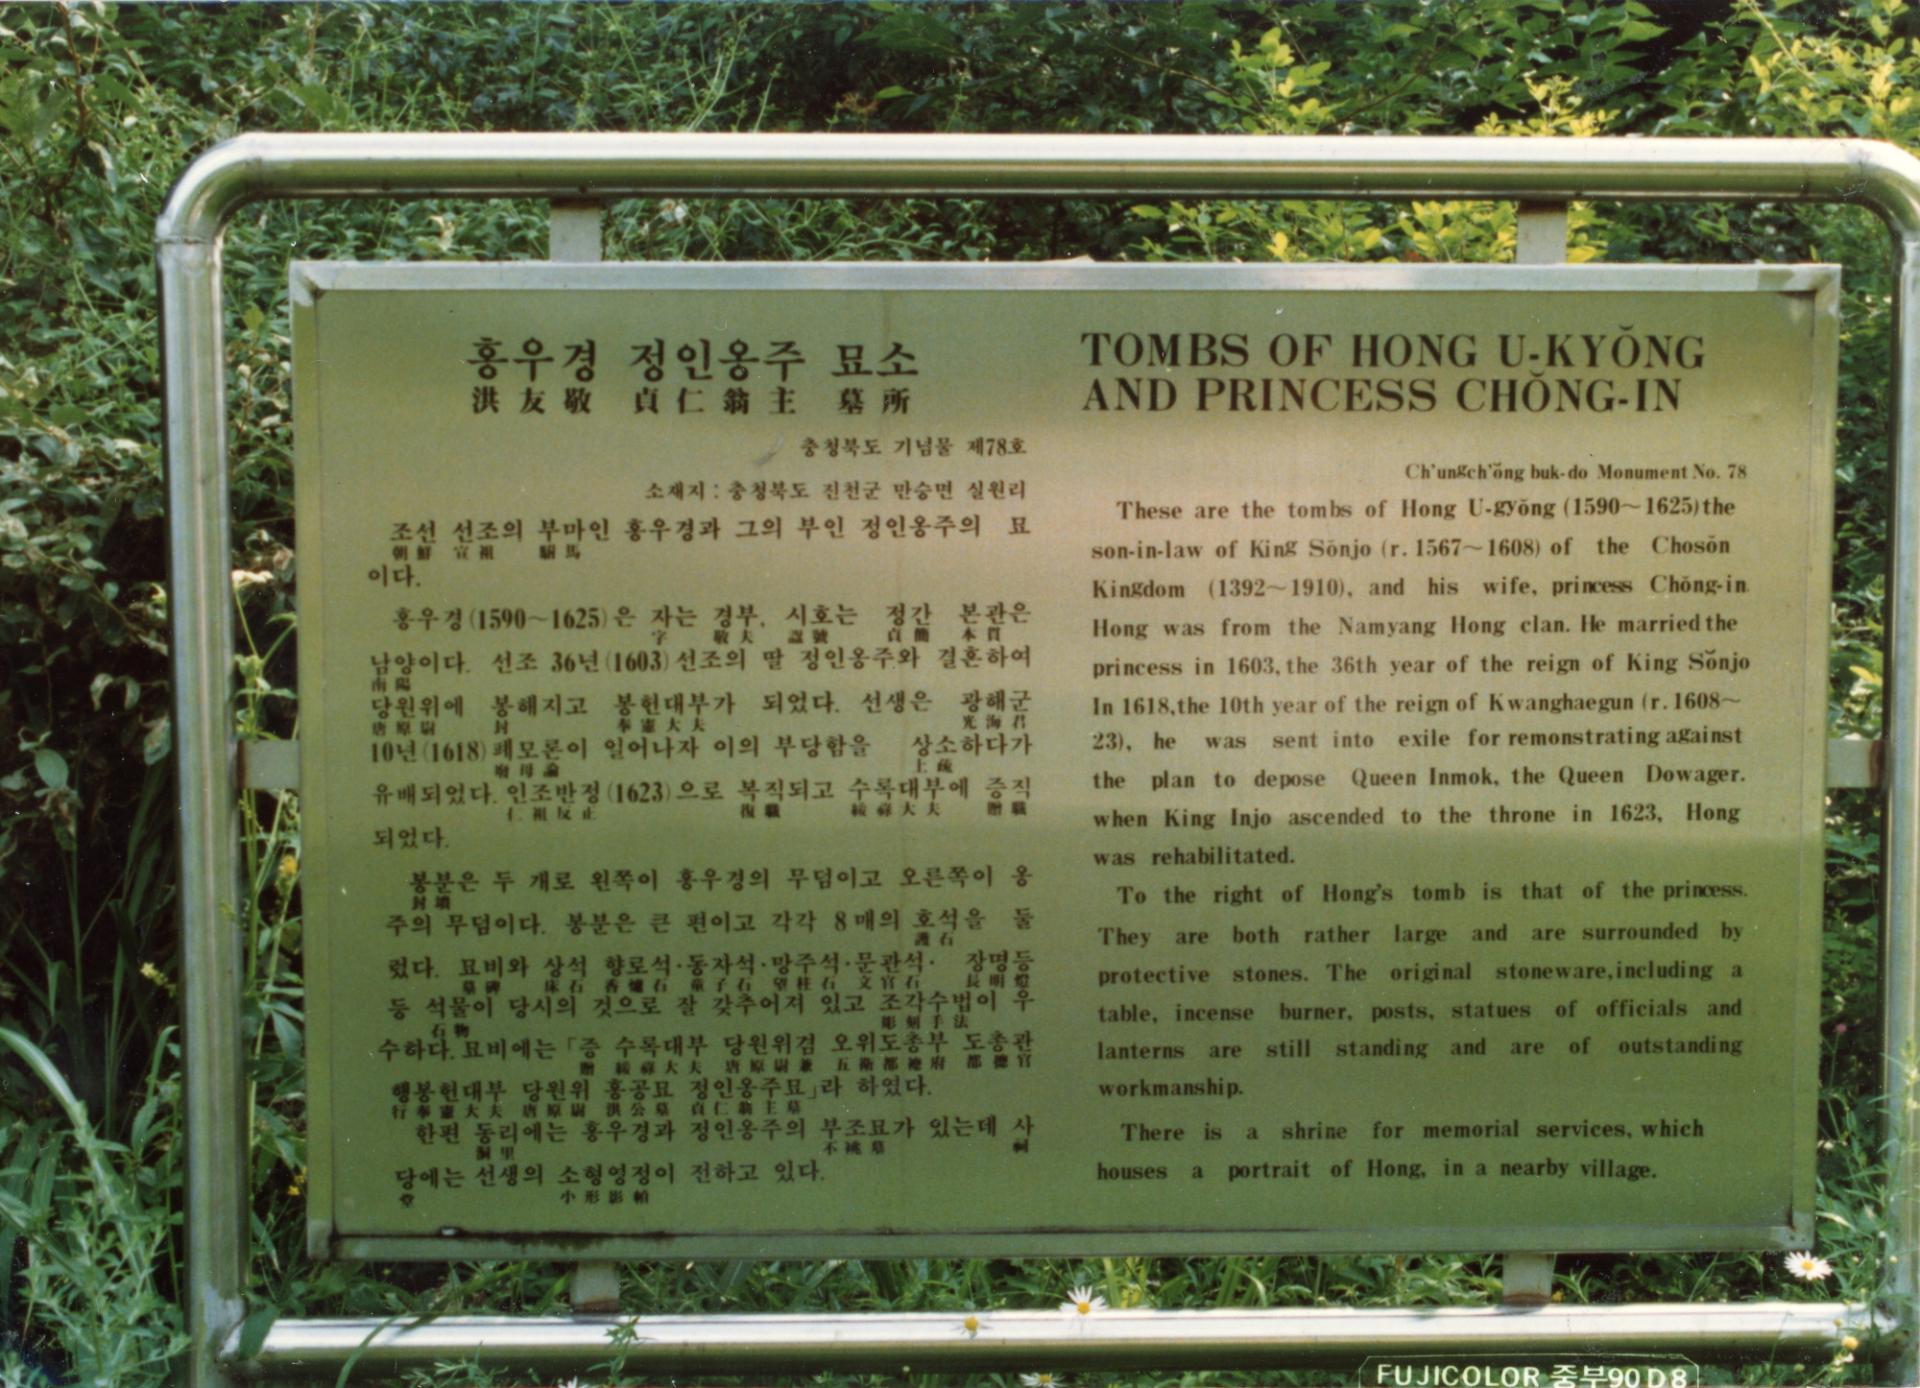 홍우경 정인옹주 묘소
洪友敬 貞仁翁主 墓所
충청북도 기념물 제78호
소재지 : 충청북도 진천군 만승면 실원리
조선 선조의 부마인 홍우경과 그의 부인 정인옹주의 묘
朝鮮 宣祖 駙馬
이다.
홍우경(1590~1625)은 자는 경부, 시호는 정간 본관은
字 敬夫 諡號 貞簡 本貫
남양이다. 선조 36년(1603)선조의 딸 정인옹주와 결혼하여
南陽
당원위에 봉해지고 봉헌대부가 되었다. 선생은 광해군
唐原尉 封 奉憲大夫 光海君
10년(1618)폐모론이 일어나자 이의 부당함을 상소하다가
廢母論 上疏
유배되었다. 인조반정(1623)으로 복직되고 수록대부에 증직
仁祖反正 復職 綏祿大夫 贈職
되었다.
봉분은 두 개로 왼쪽이 홍우경의 무덤이고 오른쪽이 옹
封墳
주의 무덤이다. 봉분은 큰 편이고 각각 8매의 호석을 둘
護石
렀다. 묘비와 상석 향로석·동자석·망주석·문관석· 장명등
墓碑 床石 香爐石 童子石 望柱石 文官石 長明燈
등 석물이 당시의 것으로 잘 갖추어져 있고 조각수법이 우
石物 彫刻手法
수하다. 묘비에는 「증 수록대부 당원위겸 오위도총부 도총관
贈 綏祿大夫 唐原尉兼 五衛都摠府 都摠官
행봉헌대부 당원위 홍공묘 정인옹주묘」라 하였다.
行奉憲大夫 唐原尉 洪公墓 貞仁翁主墓
한편 동리에는 홍우경과 정인옹주의 부조묘가 있는데 사
洞里 不祧墓 祠
당에는 선생의 소형영정이 전하고 있다.
堂 小形影幀
TOMBS OF HONG U-KYŎNG
AND PRINCESS CHŎNG-IN
Ch'ungch'ŏng buk-do Monument No. 78
These are the tombs of Hong U-gyŏng (1590~1625)the
son-in-law of King Sŏnjo (r. 1567~1608) of the Chosŏn
Kingdom (1392~1910), and his wife, princess Chŏng-in.
Hong was from the Namyang Hong clan. He married the
princess in 1603, the 36th year of the reign of King Sŏnjo
In 1618, the 10th year of the reign of Kwanghaegun (r. 1608~
23), he was sent into exile for remonstrating against
the plan to depose Queen Inmok, the Queen Dowager.
when King Injo ascended to the throne in 1623, Hong
was rehabilitated.
To the right of Hong's tomb is that of the princess.
They are both rather large and are surrounded by
protective stones. The original stoneware, including a
table, incense burner, posts, statues of officials and
lanterns are still standing and are of outstanding
workmanship.
There is a shrine for memorial services, which
houses a portrait of Hong, in a nearby village.
FUJICOLOR 중부90 D8